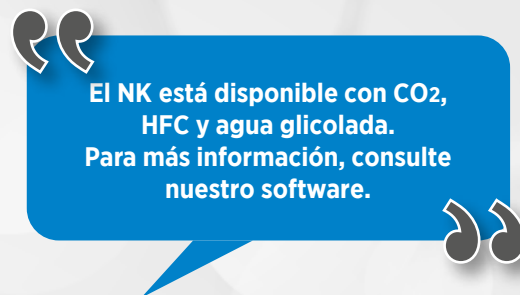 El NK está disponible con CO2,
HFC y agua glicolada.
Para más información, consulte
nuestro software.